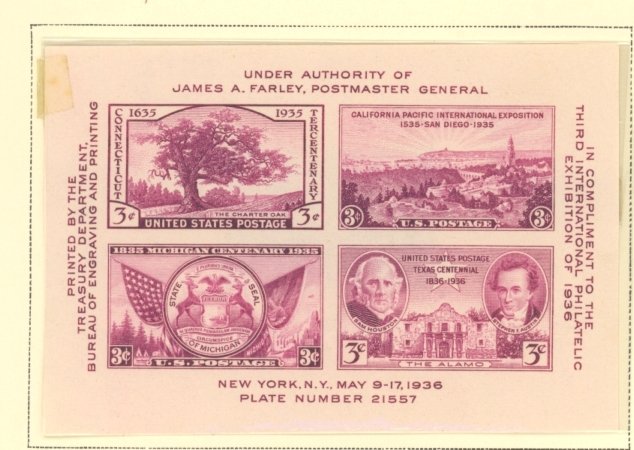 UNDER AUTHORITY OF
JAMES A. FARLEY, POSTMASTER GENERAL
PRINTED BY THE
TREASURY DEPARTMENT,
BUREAU OF ENGRAVING AND PRINTING
1635 1935
CONNECTICUT
TERCENTENARY
THE CHARTER OAK
3¢ 3¢
UNITED STATES POSTAGE
CALIFORNIA PACIFIC INTERNATIONAL EXPOSITION
1535-SAN DIEGO-1935
3¢ 3¢
U.S. POSTAGE
1835 MICHIGAN CENTENARY 1935
STATE SEAL
OF MICHIGAN
3¢ 3¢
U.S. POSTAGE
UNITED STATES POSTAGE
TEXAS CENTENNIAL
1836-1936
SAM HOUSTON
STEPHEN F. AUSTIN
3¢ 3¢
THE ALAMO
IN COMPLIMENT TO THE
THIRD INTERNATIONAL PHILATELIC
EXHIBITION OF 1936
NEW YORK, N.Y., MAY 9-17, 1936
PLATE NUMBER 21557